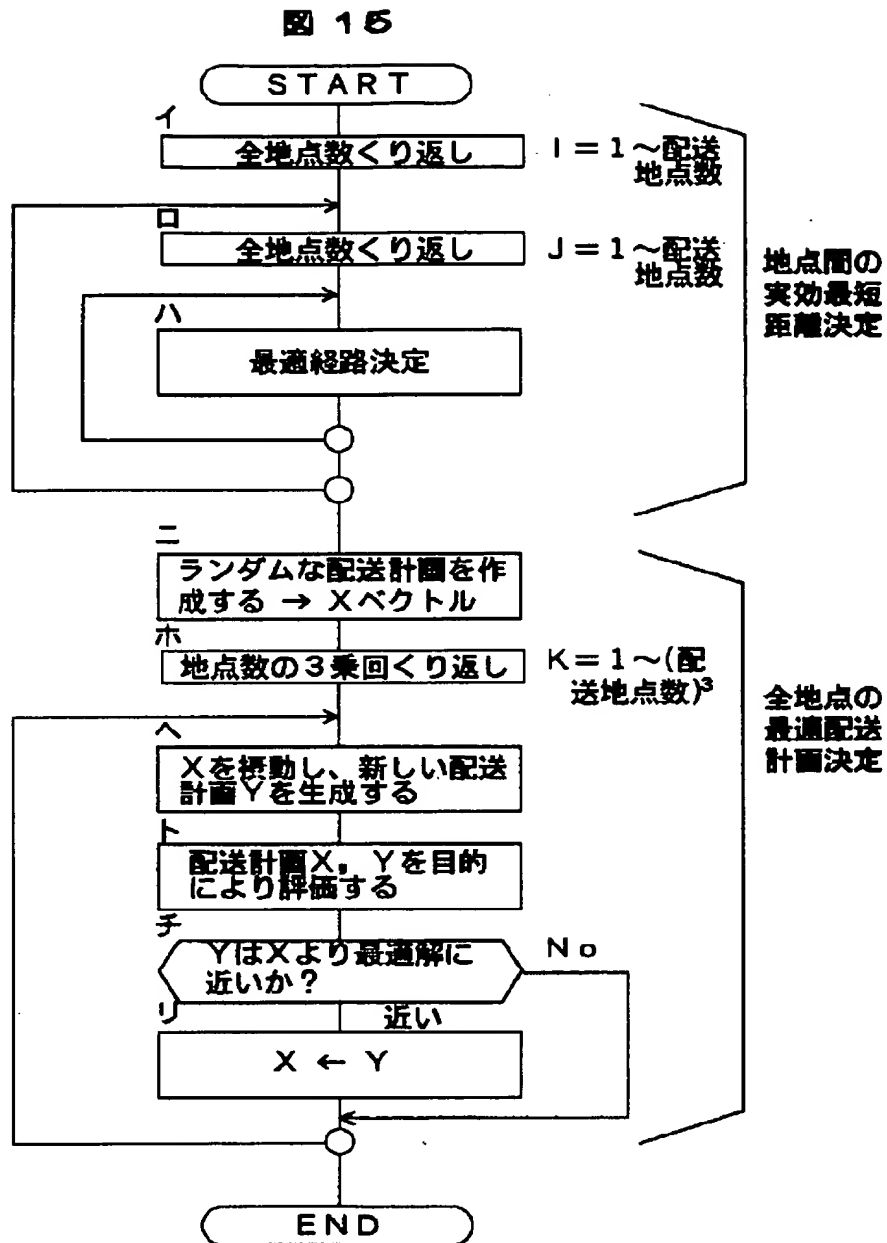 図 15
START
イ
全地点数くり返し
I=1~配送
地点数
ロ
全地点数くり返し
J=1~配送
地点数
地点間の
実効最短
距離決定
ハ
最適経路決定
ニ
ランダムな配送計画を作
成する → Xベクトル
ホ
地点数の3乗回くり返し
K=1~(配
送地点数)³
全地点の
最適配送
計画決定
ヘ
Xを摂動し、新しい配送
計画Yを生成する
ト
配送計画X,Yを目的
により評価する
チ
YはXより最適解に
近いか?
No
リ
近い
X ← Y
END